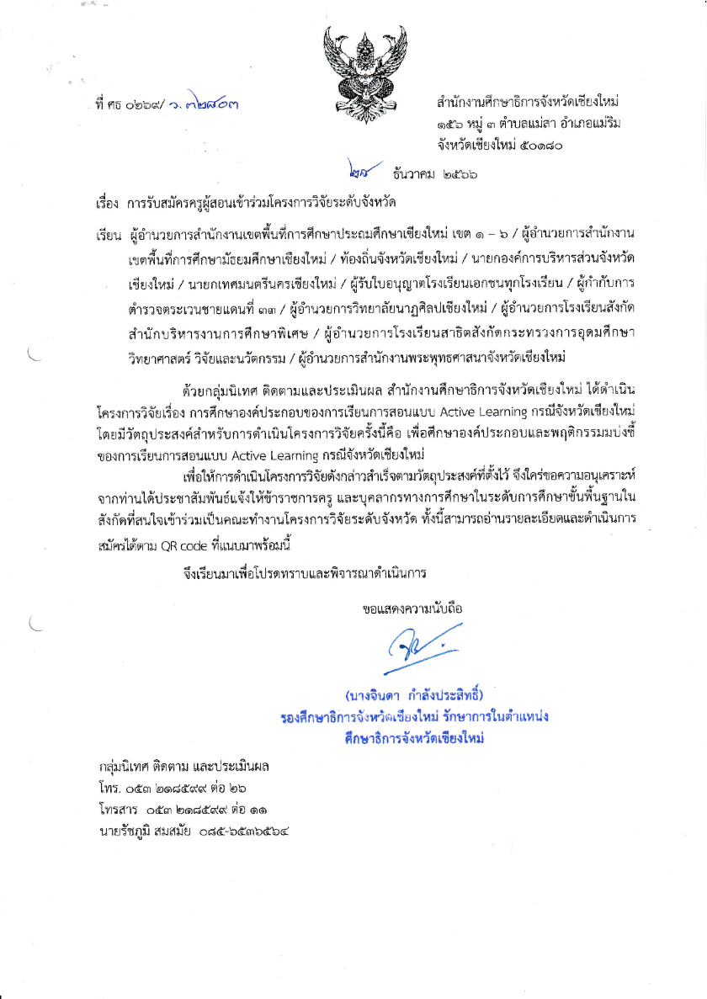 ที่ ศธ ๐๒๖๙/ ว. ๓๒๘๐๓
สำนักงานศึกษาธิการจังหวัดเชียงใหม่
๑๕๖ หมู่ ๓ ตำบลแม่สา อำเภอแม่ริม
จังหวัดเชียงใหม่ ๕๐๑๘๐
ธันวาคม ๒๕๖๖
เรื่อง การรับสมัครครูผู้สอนเข้าร่วมโครงการวิจัยระดับจังหวัด
เรียน ผู้อำนวยการสำนักงานเขตพื้นที่การศึกษาประถมศึกษาเชียงใหม่ เขต ๑ – ๖ / ผู้อำนวยการสำนักงาน
เขตพื้นที่การศึกษามัธยมศึกษาเชียงใหม่ / ท้องถิ่นจังหวัดเชียงใหม่ / นายกองค์การบริหารส่วนจังหวัด
เชียงใหม่ / นายกเทศมนตรีนครเชียงใหม่ / ผู้รับใบอนุญาตโรงเรียนเอกชนทุกโรงเรียน / ผู้กำกับการ
ตำรวจตระเวนชายแดนที่ ๓๓ / ผู้อำนวยการวิทยาลัยนาฏศิลปเชียงใหม่ / ผู้อำนวยการโรงเรียนสังกัด
สำนักบริหารงานการศึกษาพิเศษ / ผู้อำนวยการโรงเรียนสาธิตสังกัดกระทรวงการอุดมศึกษา
วิทยาศาสตร์ วิจัยและนวัตกรรม / ผู้อำนวยการสำนักงานพระพุทธศาสนาจังหวัดเชียงใหม่
ด้วยกลุ่มนิเทศ ติดตามและประเมินผล สำนักงานศึกษาธิการจังหวัดเชียงใหม่ ได้ดำเนิน
โครงการวิจัยเรื่อง การศึกษาองค์ประกอบของการเรียนการสอนแบบ Active Learning กรณีจังหวัดเชียงใหม่
โดยมีวัตถุประสงค์สำหรับการดำเนินโครงการวิจัยครั้งนี้คือ เพื่อศึกษาองค์ประกอบและพฤติกรรมมบ่งชี้
ของการเรียนการสอนแบบ Active Learning กรณีจังหวัดเชียงใหม่
เพื่อให้การดำเนินโครงการวิจัยดังกล่าวสำเร็จตามวัตถุประสงค์ที่ตั้งไว้ จึงใคร่ขอความอนุเคราะห์
จากท่านได้ประชาสัมพันธ์แจ้งให้ข้าราชการครู และบุคลากรทางการศึกษาในระดับการศึกษาขั้นพื้นฐานใน
สังกัดที่สนใจเข้าร่วมเป็นคณะทำงานโครงการวิจัยระดับจังหวัด ทั้งนี้สามารถอ่านรายละเอียดและดำเนินการ
สมัครได้ตาม QR code ที่แนบมาพร้อมนี้
จึงเรียนมาเพื่อโปรดทราบและพิจารณาดำเนินการ
ขอแสดงความนับถือ
(นางจินดา กำลังประสิทธิ์)
รองศึกษาธิการจังหวัดเชียงใหม่ รักษาการในตำแหน่ง
ศึกษาธิการจังหวัดเชียงใหม่
กลุ่มนิเทศ ติดตาม และประเมินผล
โทร. ๐๕๓ ๒๑๘๕๙๙ ต่อ ๒๖
โทรสาร ๐๕๓ ๒๑๘๕๙๙ ต่อ ๑๑
นายรัชภูมิ สมสมัย ๐๘๕-๖๕๓๖๕๖๔